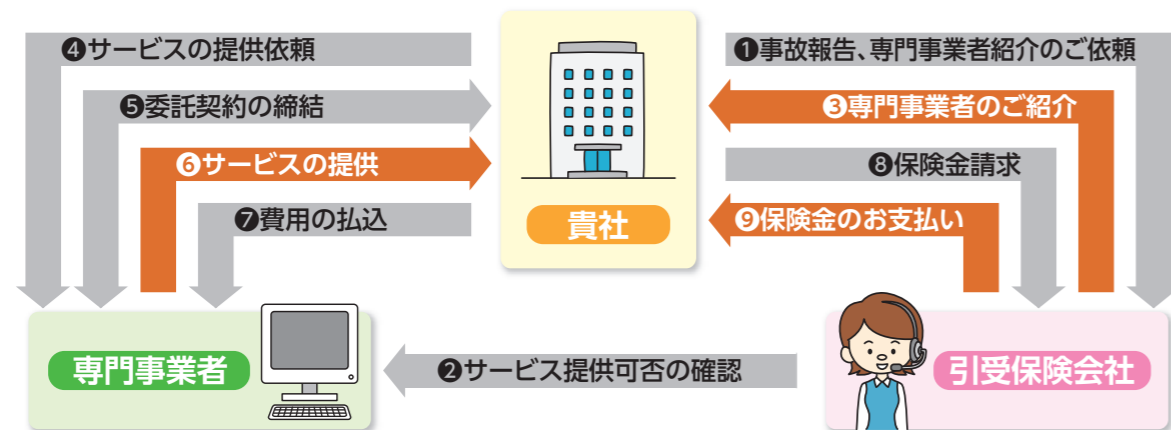 ❹サービスの提供依頼
❶事故報告、専門事業者紹介のご依頼
❺委託契約の締結
❸専門事業者のご紹介
❻サービスの提供
❽保険金請求
❼費用の払込
貴社
❾保険金のお支払い
専門事業者
❷サービス提供可否の確認
引受保険会社